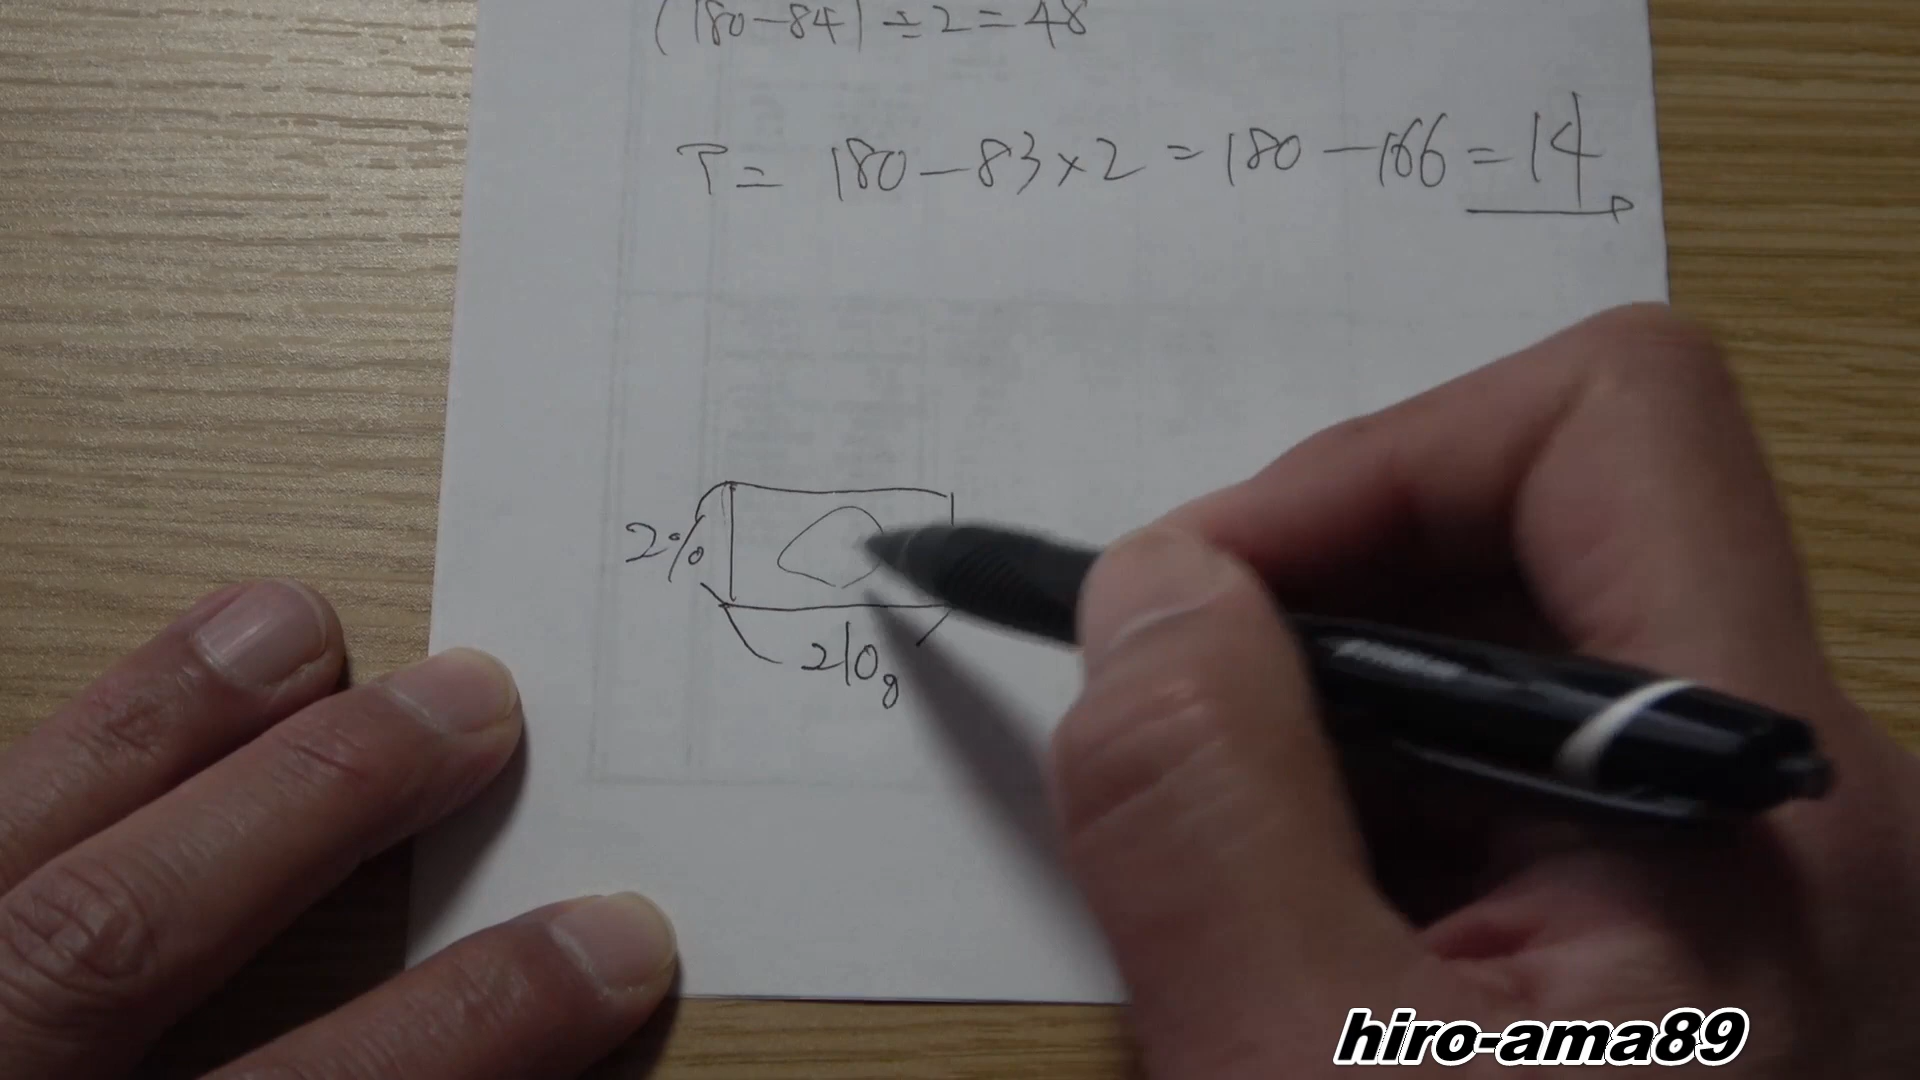 (180-84)÷2=48
ア= 180-83×2=180-166=14
2%
210g
hiro-ama89